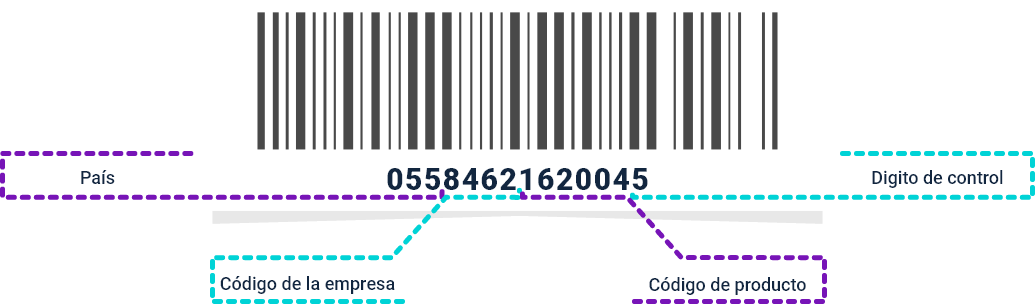 05584621620045
País
Digito de control
Código de la empresa
Código de producto